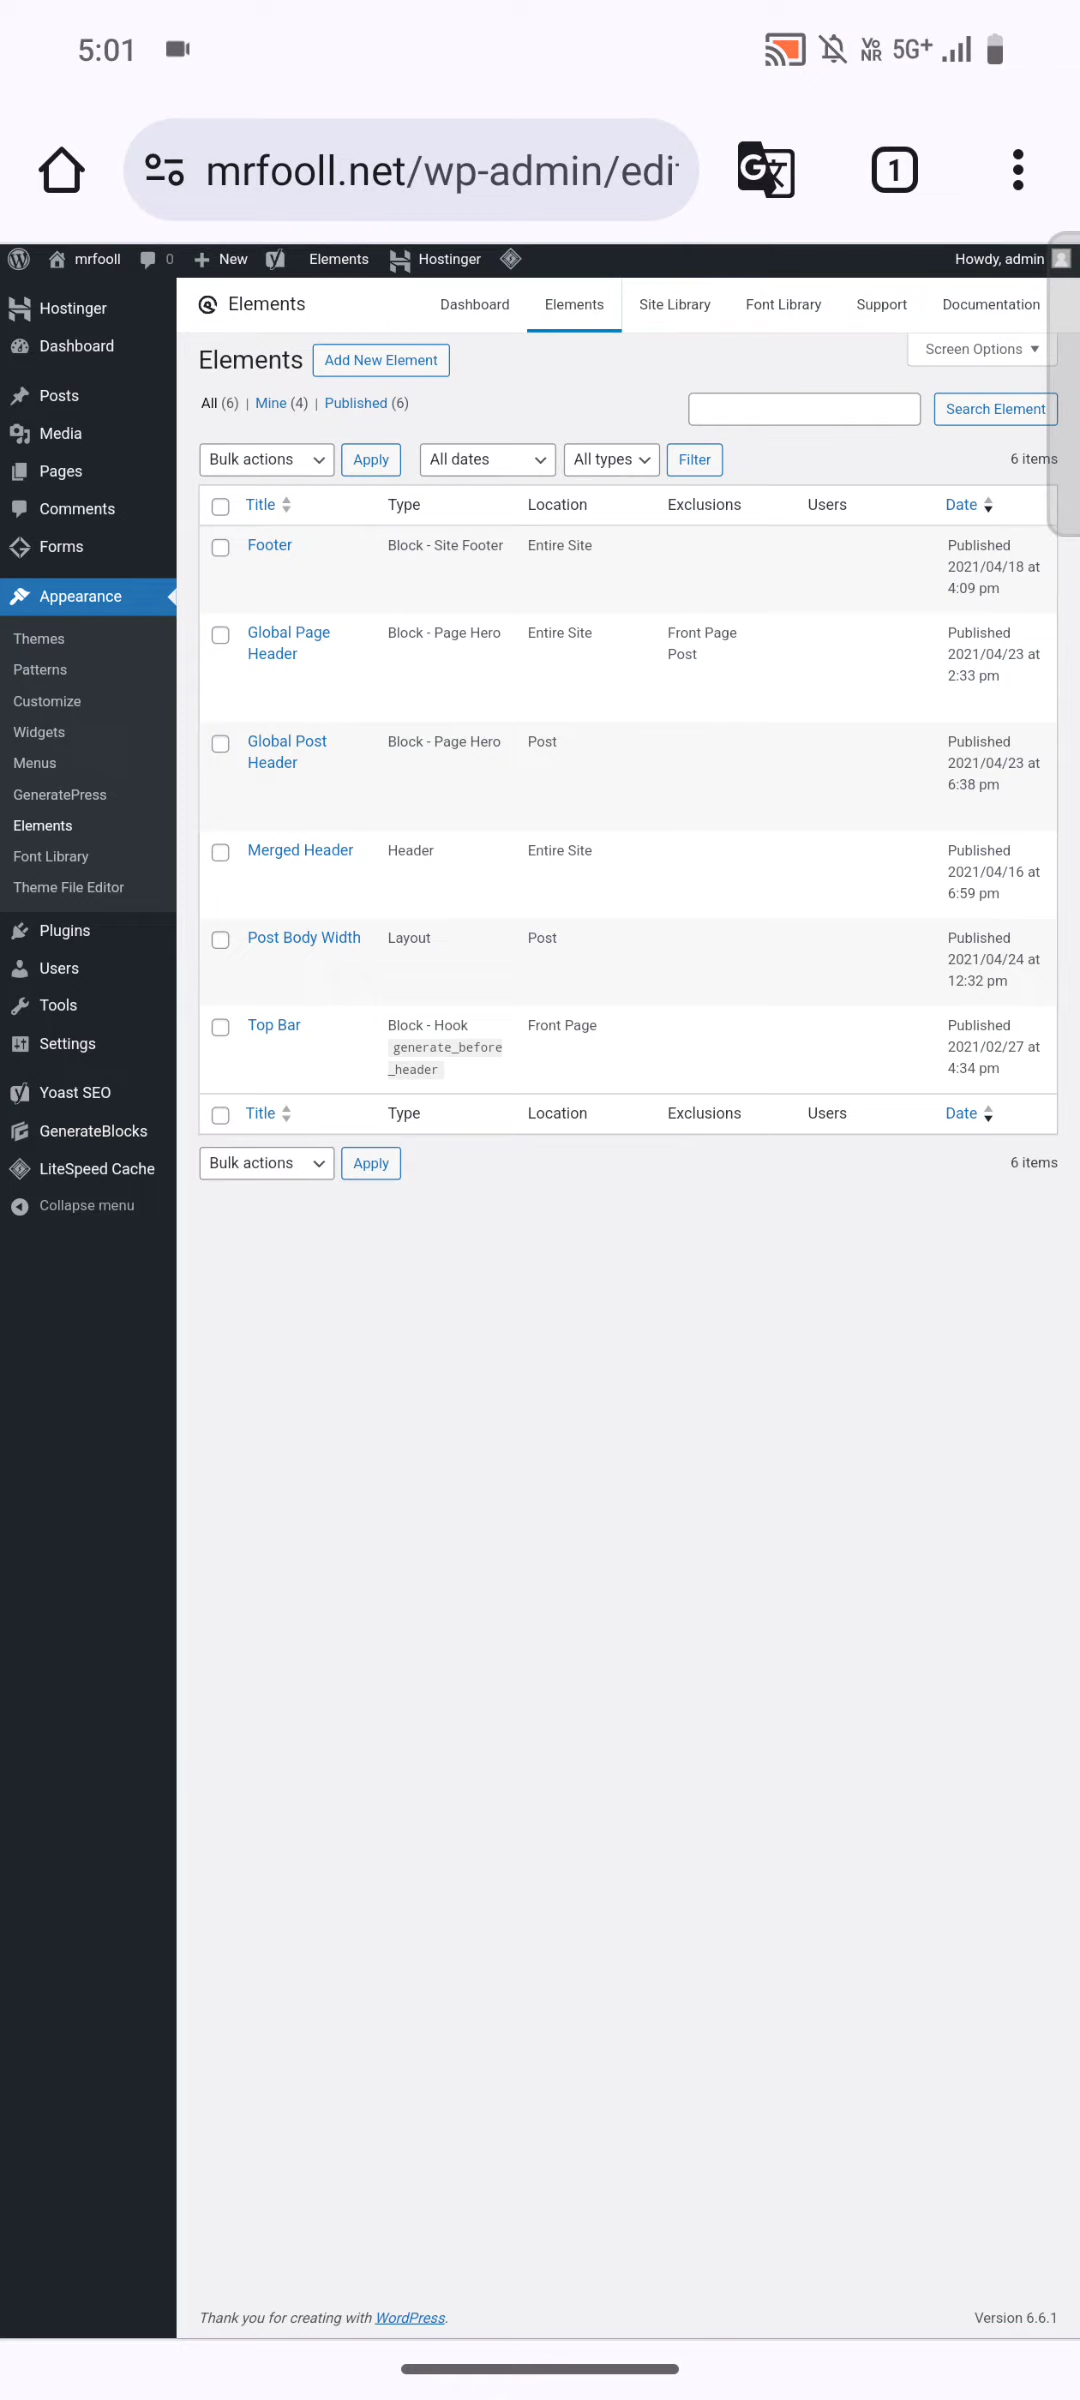 5:01 Vo NR 5G+
mrfooll.net/wp-admin/edi
1
mrfooll 0 New Elements Hostinger Howdy, admin
Hostinger
Dashboard
Posts
Media
Pages
Comments
Forms
Appearance
Themes
Patterns
Customize
Widgets
Menus
GeneratePress
Elements
Font Library
Theme File Editor
Plugins
Users
Tools
Settings
Yoast SEO
GenerateBlocks
LiteSpeed Cache
Collapse menu
Elements Dashboard Elements Site Library Font Library Support Documentation
Screen Options
Elements Add New Element
All (6) | Mine (4) | Published (6)
Search Element
Bulk actions Apply All dates All types Filter 6 items
Title Type Location Exclusions Users Date
Footer Block - Site Footer Entire Site Published
2021/04/18 at
4:09 pm
Global Page Block - Page Hero Entire Site Front Page Published
Header Post 2021/04/23 at
2:33 pm
Global Post Block - Page Hero Post Published
Header 2021/04/23 at
6:38 pm
Merged Header Header Entire Site Published
2021/04/16 at
6:59 pm
Post Body Width Layout Post Published
2021/04/24 at
12:32 pm
Top Bar Block - Hook Front Page Published
generate_before 2021/02/27 at
_header 4:34 pm
Title Type Location Exclusions Users Date
Bulk actions Apply 6 items
Thank you for creating with WordPress. Version 6.6.1